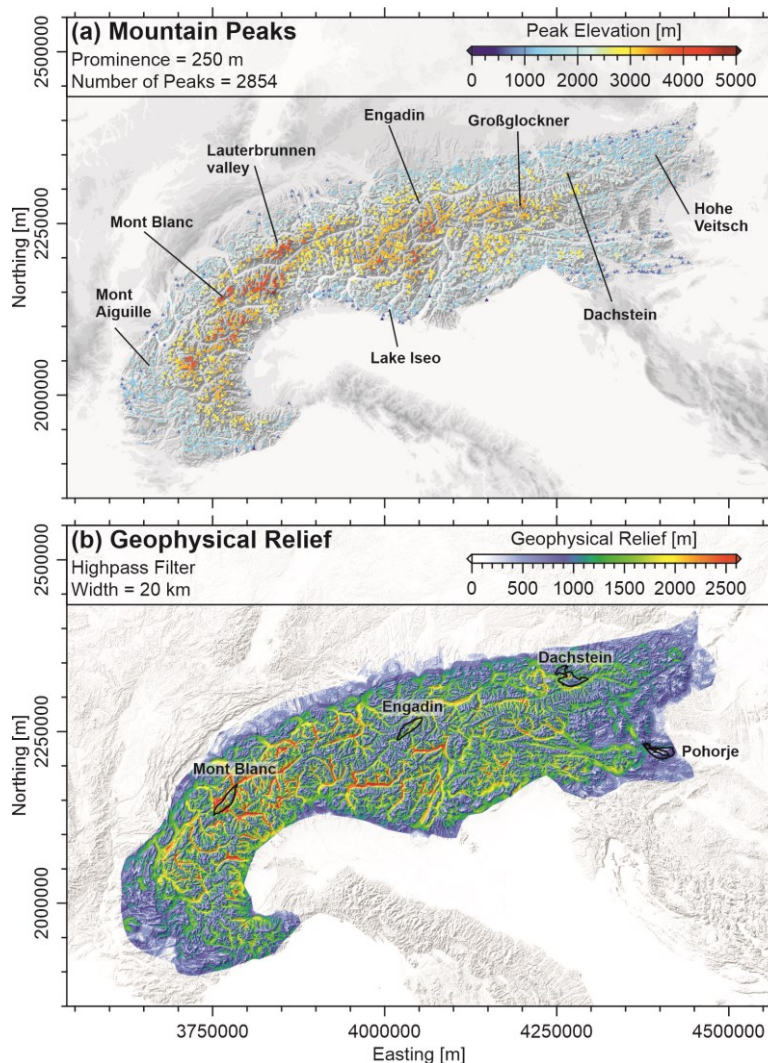 (a) Mountain Peaks
Prominence = 250 m
Number of Peaks = 2854
Peak Elevation [m]
0 1000 2000 3000 4000 5000
2500000
2250000
2000000
Northing [m]
Engadin
Großglockner
Lauterbrunnen
valley
Mont Blanc
Hohe
Veitsch
Mont
Aiguille
Dachstein
Lake Iseo
(b) Geophysical Relief
Highpass Filter
Width = 20 km
Geophysical Relief [m]
0 500 1000 1500 2000 2500
2500000
2250000
2000000
Northing [m]
Dachstein
Engadin
Pohorje
Mont Blanc
3750000 4000000 4250000 4500000
Easting [m]